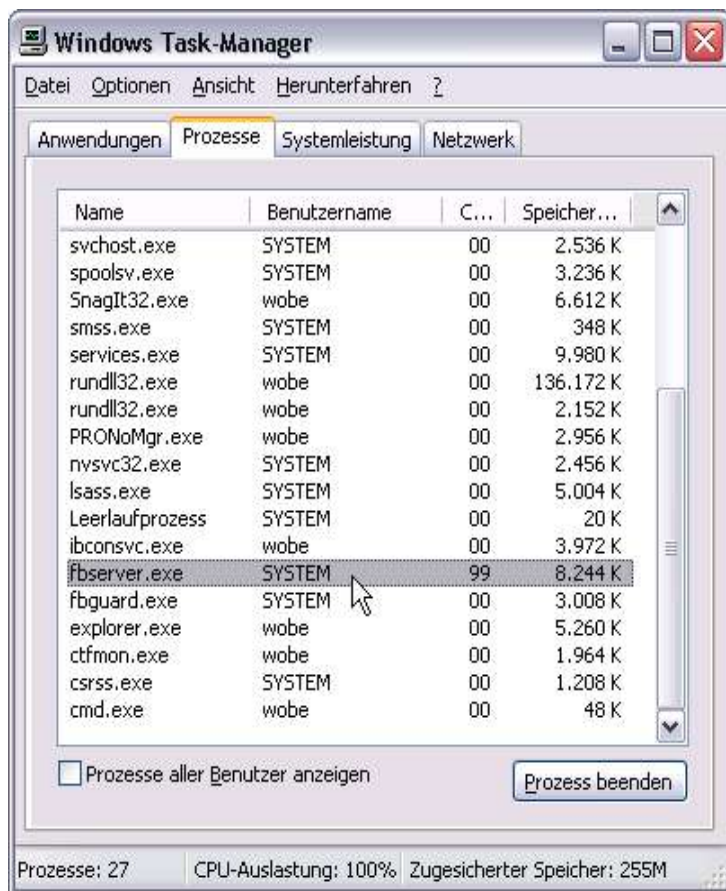 Windows Task-Manager
Datei Optionen Ansicht Herunterfahren ?
Anwendungen Prozesse Systemleistung Netzwerk
Name Benutzername C... Speicher...
svchost.exe SYSTEM 00 2.536 K
spoolsv.exe SYSTEM 00 3.236 K
SnagIt32.exe wobe 00 6.612 K
smss.exe SYSTEM 00 348 K
services.exe SYSTEM 00 9.980 K
rundll32.exe wobe 00 136.172 K
rundll32.exe wobe 00 2.152 K
PRONoMgr.exe wobe 00 2.956 K
nvsvc32.exe SYSTEM 00 2.456 K
lsass.exe SYSTEM 00 5.004 K
Leerlaufprozess SYSTEM 00 20 K
ibconsvc.exe wobe 00 3.972 K
fbserver.exe SYSTEM 99 8.244 K
fbguard.exe SYSTEM 00 3.008 K
explorer.exe wobe 00 5.260 K
ctfmon.exe wobe 00 1.964 K
csrss.exe SYSTEM 00 1.208 K
cmd.exe wobe 00 48 K
Prozesse aller Benutzer anzeigen Prozess beenden
Prozesse: 27 CPU-Auslastung: 100% Zugesicherter Speicher: 255M